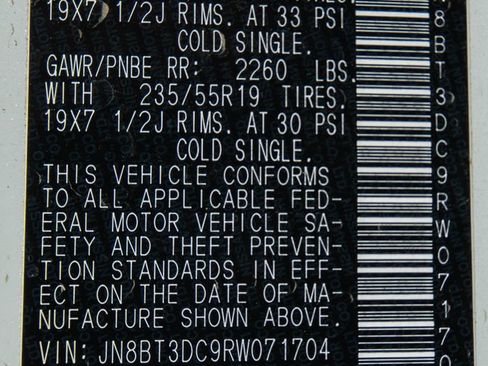 19X7 1/2J RIMS. AT 33 PSI
COLD SINGLE.
GAWR/PNBE RR: 2260 LBS.
WITH 235/55R19 TIRES.
19X7 1/2J RIMS. AT 30 PSI
COLD SINGLE.
THIS VEHICLE CONFORMS
TO ALL APPLICABLE FED-
ERAL MOTOR VEHICLE SA-
FETY AND THEFT PREVEN-
TION STANDARDS IN EFF-
ECT ON THE DATE OF MA-
NUFACTURE SHOWN ABOVE.
VIN: JN8BT3DC9RW071704
8BT3DC9RW07170